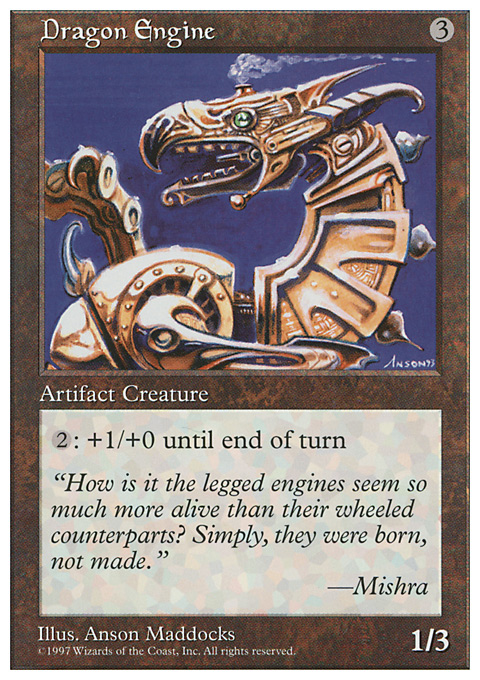 Dragon Engine 3
ANSON93
Artifact Creature
2: +1/+0 until end of turn
“How is it the legged engines seem so
much more alive than their wheeled
counterparts? Simply, they were born,
not made.”
—Mishra
Illus. Anson Maddocks
©1997 Wizards of the Coast, Inc. All rights reserved.
1/3